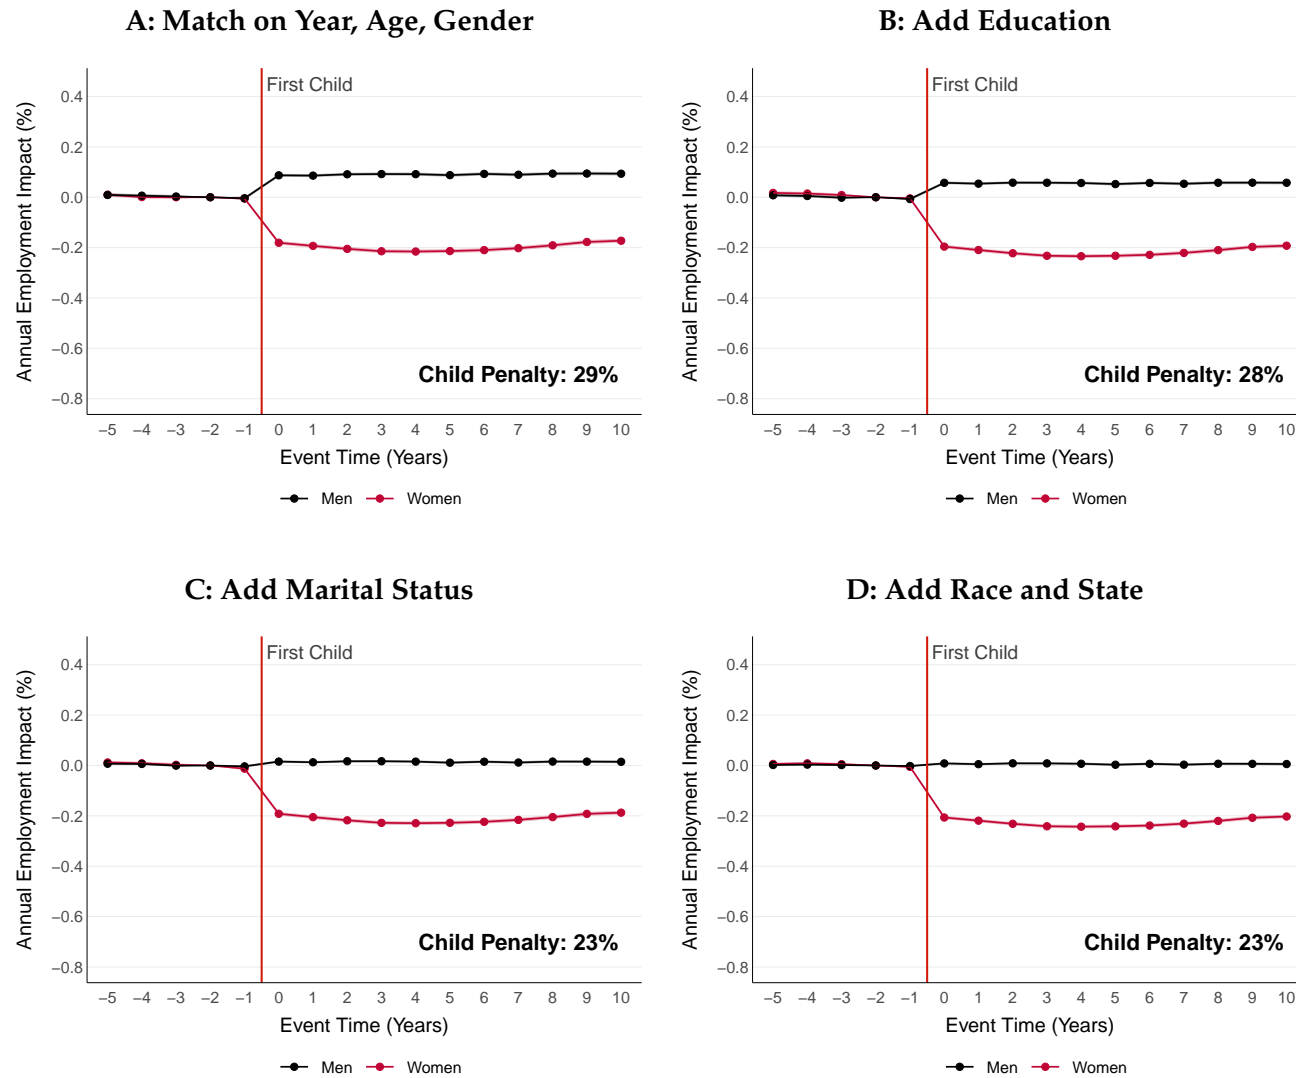 A: Match on Year, Age, Gender
Annual Employment Impact (%)
0.4
0.2
0.0
−0.2
−0.4
−0.6
−0.8
First Child
Child Penalty: 29%
−5 −4 −3 −2 −1 0 1 2 3 4 5 6 7 8 9 10
Event Time (Years)
Men Women
B: Add Education
Annual Employment Impact (%)
0.4
0.2
0.0
−0.2
−0.4
−0.6
−0.8
First Child
Child Penalty: 28%
−5 −4 −3 −2 −1 0 1 2 3 4 5 6 7 8 9 10
Event Time (Years)
Men Women
C: Add Marital Status
Annual Employment Impact (%)
0.4
0.2
0.0
−0.2
−0.4
−0.6
−0.8
First Child
Child Penalty: 23%
−5 −4 −3 −2 −1 0 1 2 3 4 5 6 7 8 9 10
Event Time (Years)
Men Women
D: Add Race and State
Annual Employment Impact (%)
0.4
0.2
0.0
−0.2
−0.4
−0.6
−0.8
First Child
Child Penalty: 23%
−5 −4 −3 −2 −1 0 1 2 3 4 5 6 7 8 9 10
Event Time (Years)
Men Women